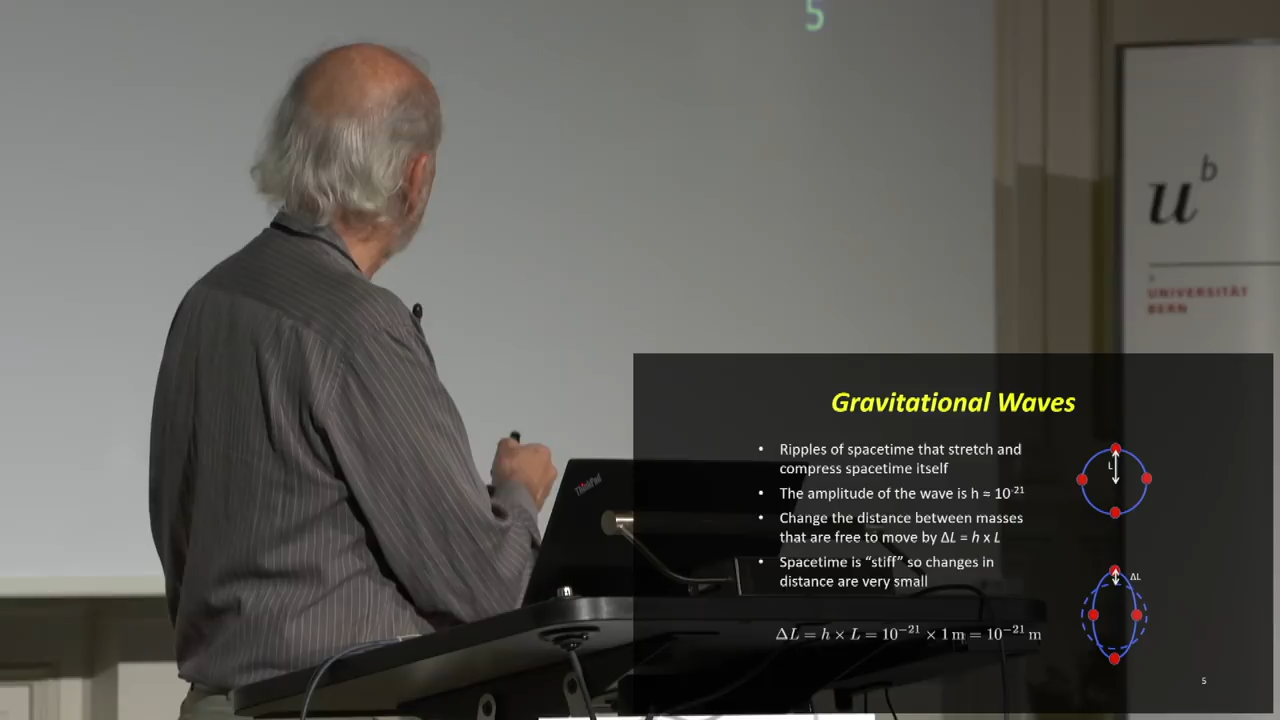 5
u^b
UNIVERSITÄT
BERN
ThinkPad
Gravitational Waves
• Ripples of spacetime that stretch and
compress spacetime itself
• The amplitude of the wave is h ≈ 10^-21
• Change the distance between masses
that are free to move by ΔL = h x L
• Spacetime is “stiff” so changes in
distance are very small
ΔL = h × L = 10^−21 × 1 m = 10^−21 m
L
ΔL
5